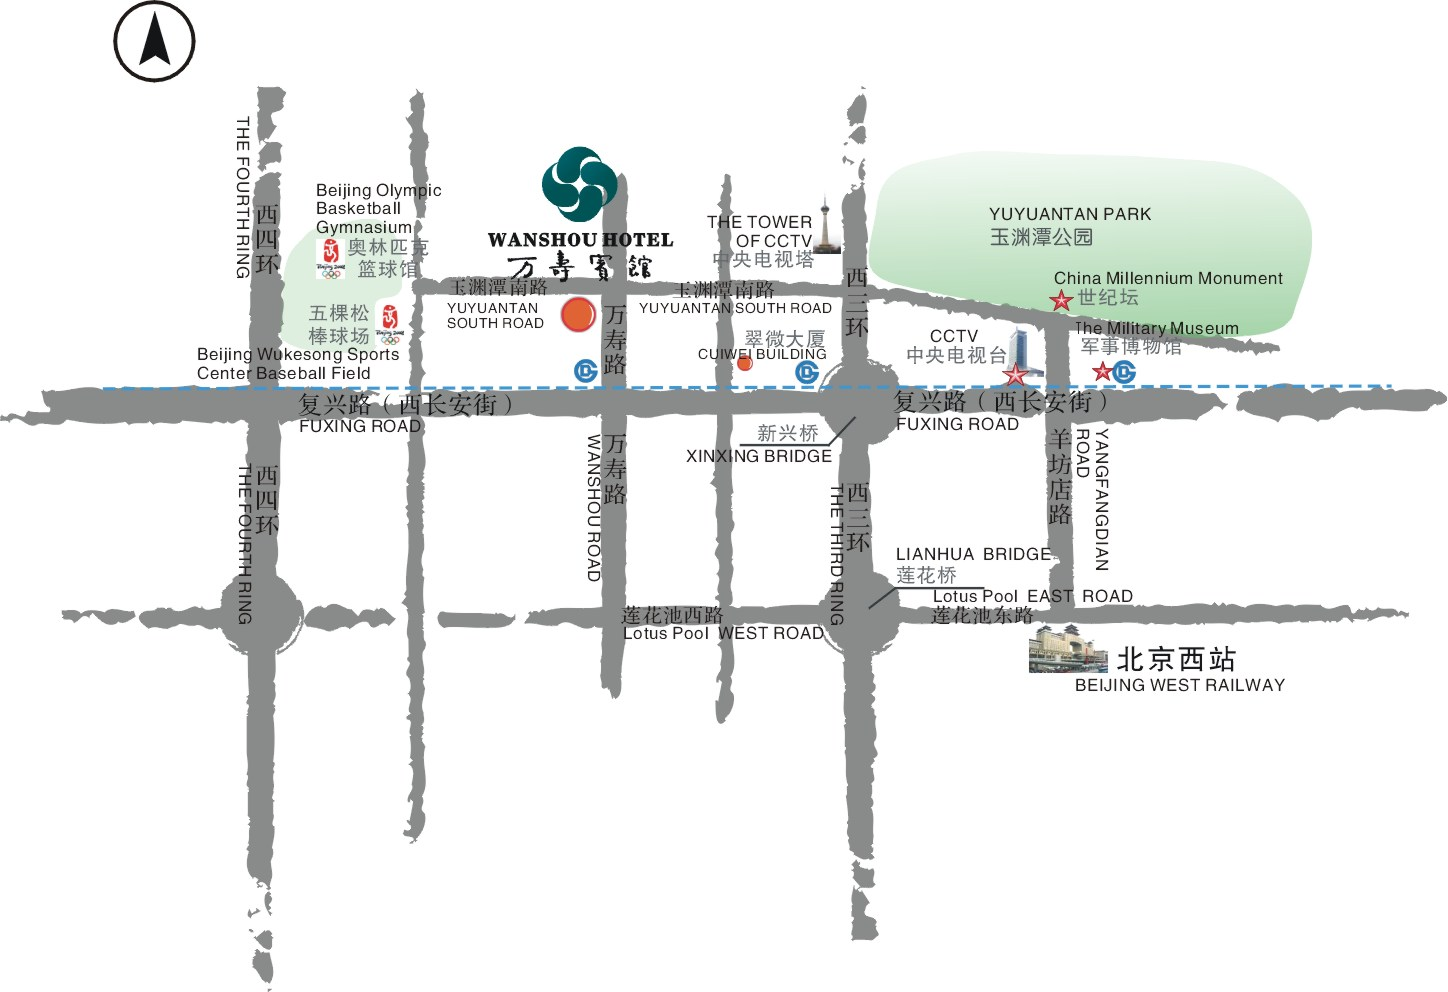 THE FOURTH RING
西四环
Beijing Olympic
Basketball
Gymnasium
奥林匹克
篮球馆
五棵松
棒球场
Beijing Wukesong Sports
Center Baseball Field
WANSHOU HOTEL
万壽賓館
玉渊潭南路
YUYUANTAN
SOUTH ROAD
万寿路
THE TOWER
OF CCTV
中央电视塔
玉渊潭南路
YUYUANTAN SOUTH ROAD
翠微大厦
CUIWEI BUILDING
西三环
YUYUANTAN PARK
玉渊潭公园
China Millennium Monument
世纪坛
The Military Museum
军事博物馆
CCTV
中央电视台
复兴路（西长安街）
FUXING ROAD
复兴路（西长安街）
FUXING ROAD
新兴桥
XINXING BRIDGE
西四环
THE FOURTH RING
万寿路
WANSHOU ROAD
西三环
THE THIRD RING
羊坊店路
YANGFANGDIAN
ROAD
LIANHUA BRIDGE
莲花桥
Lotus Pool EAST ROAD
莲花池东路
莲花池西路
Lotus Pool WEST ROAD
北京西站
BEIJING WEST RAILWAY